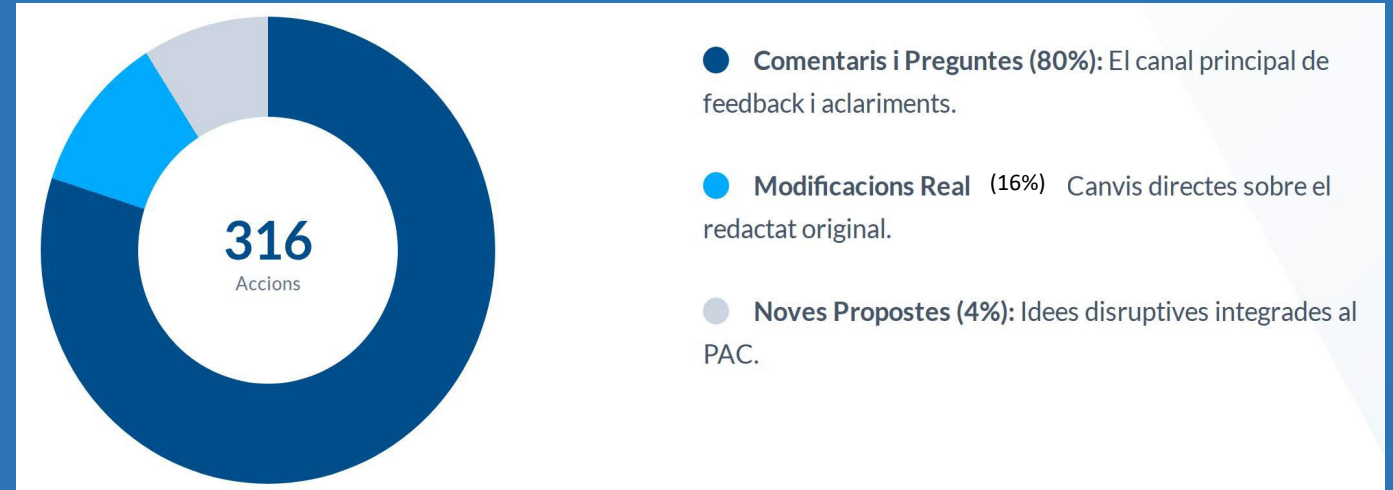 316
Accions
Comentaris i Preguntes (80%): El canal principal de
feedback i aclariments.
Modificacions Real (16%) Canvis directes sobre el
redactat original.
Noves Propostes (4%): Idees disruptives integrades al
PAC.